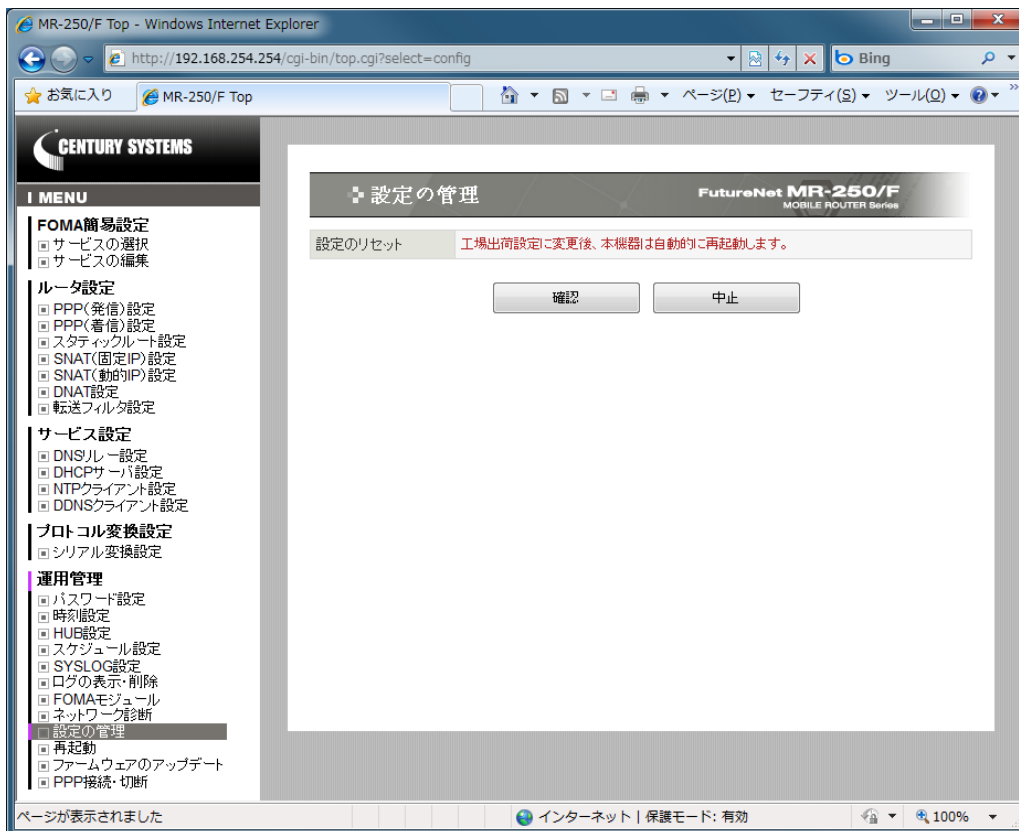 MR-250/F Top - Windows Internet Explorer
http://192.168.254.254/cgi-bin/top.cgi?select=config
Bing
お気に入り
MR-250/F Top
ページ(P)
セーフティ(S)
ツール(O)
CENTURY SYSTEMS
MENU
FOMA簡易設定
サービスの選択
サービスの編集
ルータ設定
PPP(発信)設定
PPP(着信)設定
スタティックルート設定
SNAT(固定IP)設定
SNAT(動的IP)設定
DNAT設定
転送フィルタ設定
サービス設定
DNSリレー設定
DHCPサーバ設定
NTPクライアント設定
DDNSクライアント設定
プロトコル変換設定
シリアル変換設定
運用管理
パスワード設定
時刻設定
HUB設定
スケジュール設定
SYSLOG設定
ログの表示・削除
FOMAモジュール
ネットワーク診断
設定の管理
再起動
ファームウェアのアップデート
PPP接続・切断
設定の管理
FutureNet MR-250/F
MOBILE ROUTER Series
設定のリセット
工場出荷設定に変更後、本機器は自動的に再起動します。
確認
中止
ページが表示されました
インターネット | 保護モード: 有効
100%